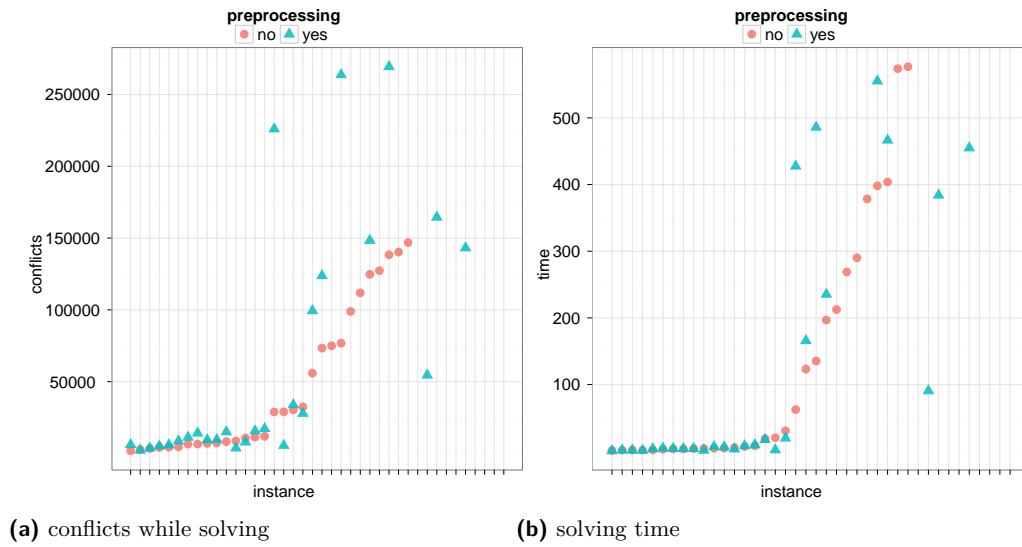 preprocessing
no yes
250000
200000
150000
100000
50000
conflicts
instance
preprocessing
no yes
500
400
300
200
100
time
instance
(a) conflicts while solving
(b) solving time